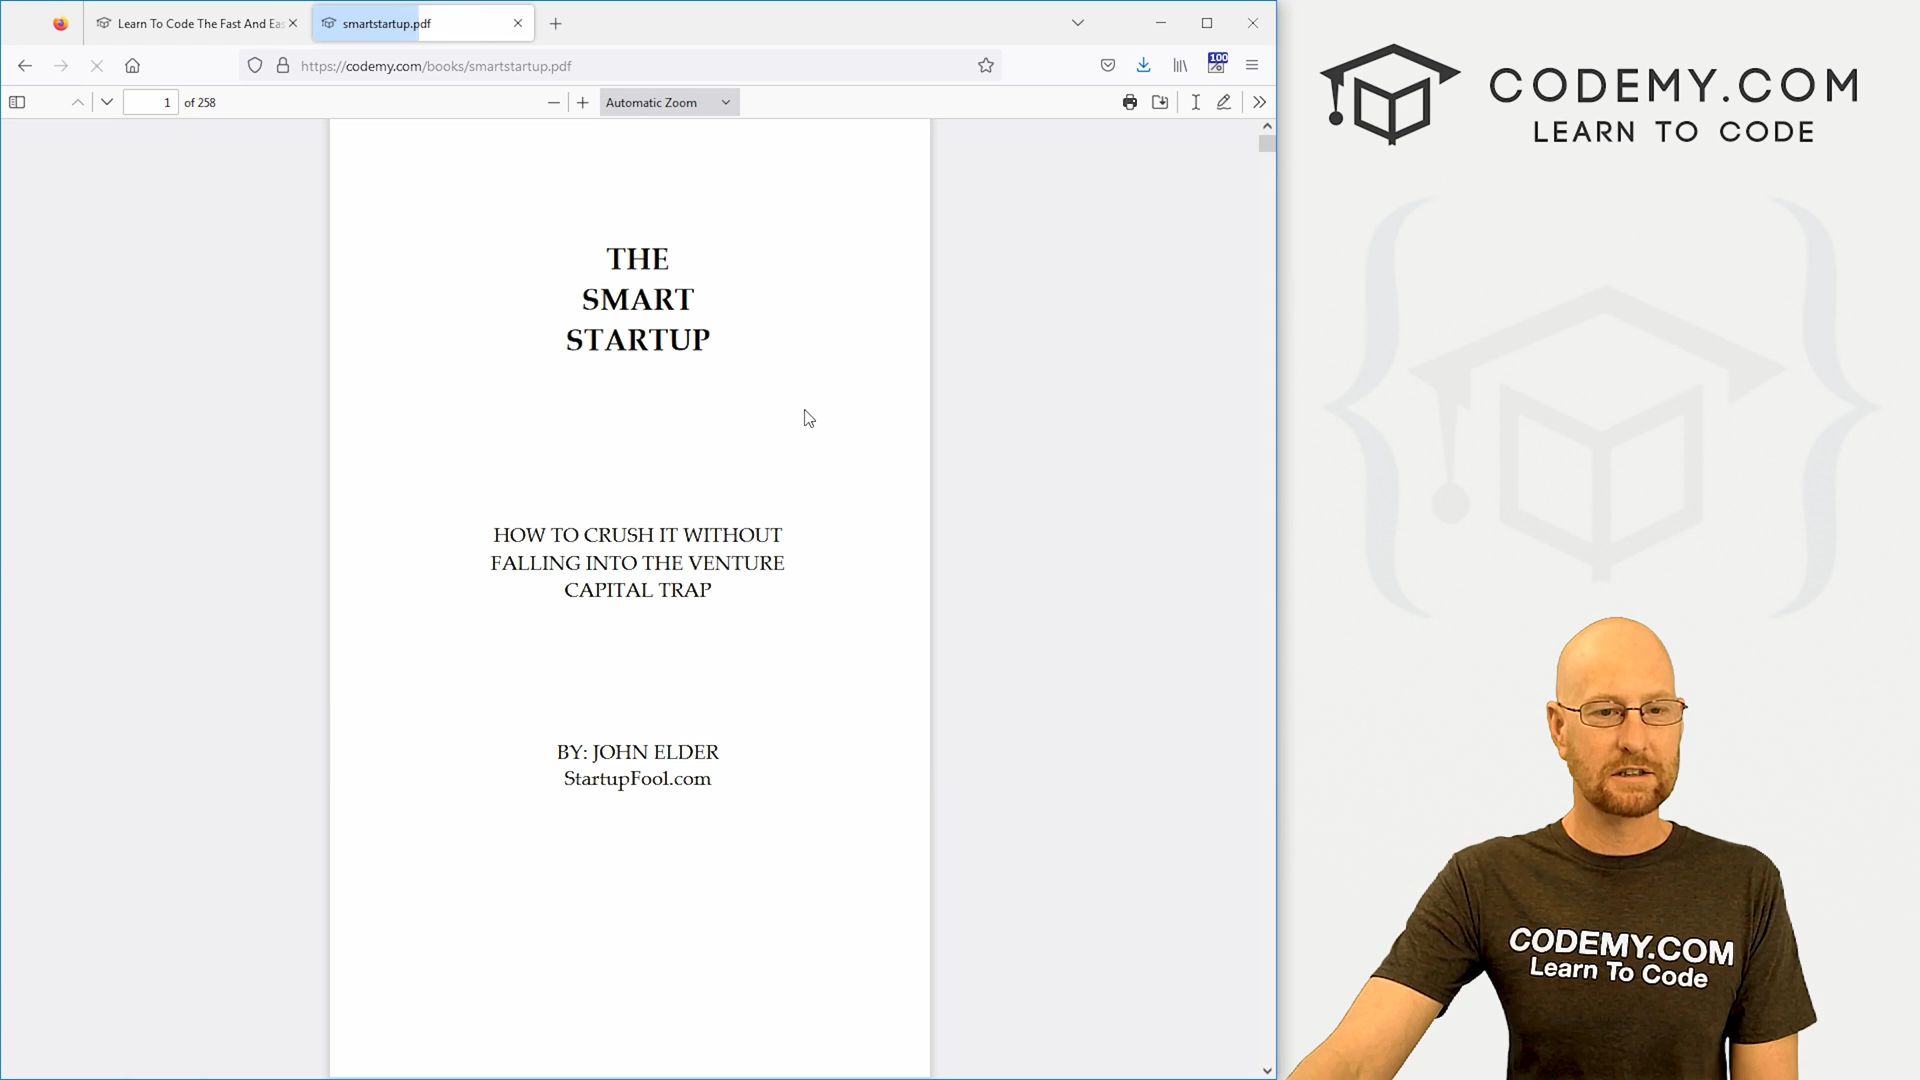 Learn To Code The Fast And Eas
smartstartup.pdf
https://codemy.com/books/smartstartup.pdf
100
1 of 258
Automatic Zoom
THE
SMART
STARTUP
HOW TO CRUSH IT WITHOUT
FALLING INTO THE VENTURE
CAPITAL TRAP
BY: JOHN ELDER
StartupFool.com
CODEMY.COM
LEARN TO CODE
CODEMY.COM
Learn To Code